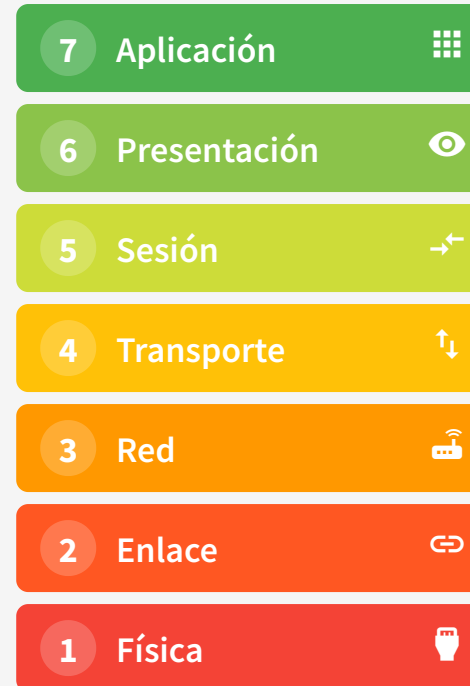 7 Aplicación
6 Presentación
5 Sesión
4 Transporte
3 Red
2 Enlace
1 Física